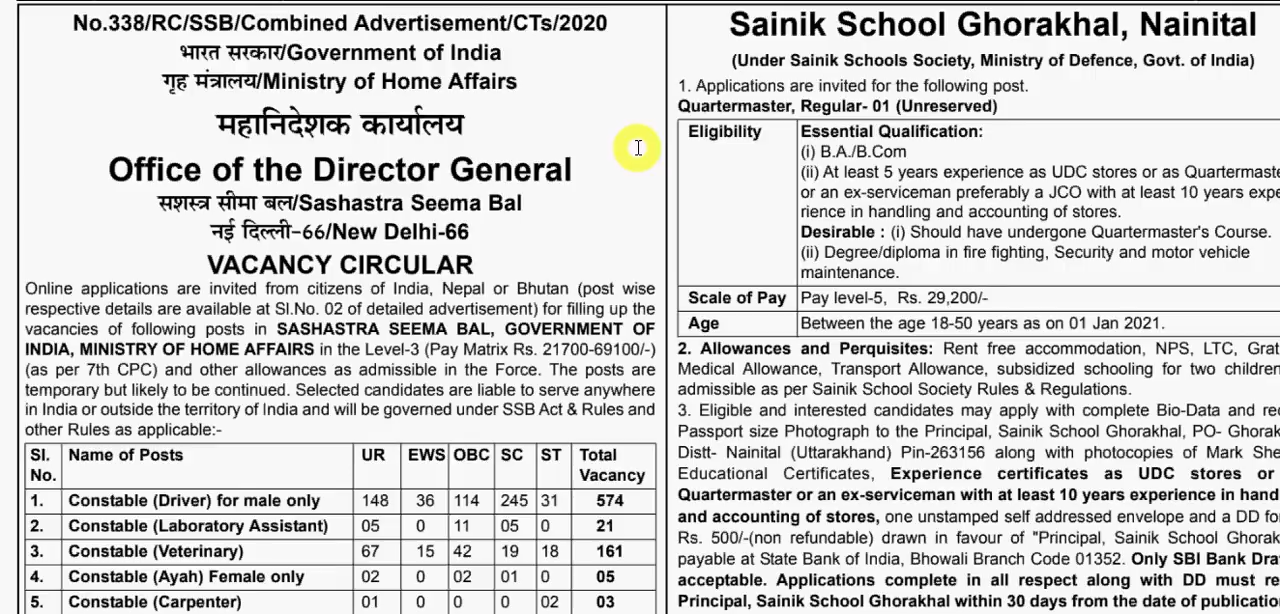 No.338/RC/SSB/Combined Advertisement/CTs/2020
भारत सरकार/Government of India
गृह मंत्रालय/Ministry of Home Affairs
महानिदेशक कार्यालय
Office of the Director General
सशस्त्र सीमा बल/Sashastra Seema Bal
नई दिल्ली-66/New Delhi-66
VACANCY CIRCULAR
Online applications are invited from citizens of India, Nepal or Bhutan (post wise
respective details are available at Sl.No. 02 of detailed advertisement) for filling up the
vacancies of following posts in SASHASTRA SEEMA BAL, GOVERNMENT OF
INDIA, MINISTRY OF HOME AFFAIRS in the Level-3 (Pay Matrix Rs. 21700-69100/-)
(as per 7th CPC) and other allowances as admissible in the Force. The posts are
temporary but likely to be continued. Selected candidates are liable to serve anywhere
in India or outside the territory of India and will be governed under SSB Act & Rules and
other Rules as applicable:-
Sl. No. Name of Posts UR EWS OBC SC ST Total Vacancy
1. Constable (Driver) for male only 148 36 114 245 31 574
2. Constable (Laboratory Assistant) 05 0 11 05 0 21
3. Constable (Veterinary) 67 15 42 19 18 161
4. Constable (Ayah) Female only 02 0 02 01 0 05
5. Constable (Carpenter) 01 0 0 0 02 03
Sainik School Ghorakhal, Nainital
(Under Sainik Schools Society, Ministry of Defence, Govt. of India)
1. Applications are invited for the following post.
Quartermaster, Regular- 01 (Unreserved)
Eligibility Essential Qualification:
(i) B.A./B.Com
(ii) At least 5 years experience as UDC stores or as Quartermaste
or an ex-serviceman preferably a JCO with at least 10 years expe
rience in handling and accounting of stores.
Desirable : (i) Should have undergone Quartermaster's Course.
(ii) Degree/diploma in fire fighting, Security and motor vehicle
maintenance.
Scale of Pay Pay level-5, Rs. 29,200/-
Age Between the age 18-50 years as on 01 Jan 2021.
2. Allowances and Perquisites: Rent free accommodation, NPS, LTC, Grat
Medical Allowance, Transport Allowance, subsidized schooling for two children
admissible as per Sainik School Society Rules & Regulations.
3. Eligible and interested candidates may apply with complete Bio-Data and re
Passport size Photograph to the Principal, Sainik School Ghorakhal, PO- Ghorak
Distt- Nainital (Uttarakhand) Pin-263156 along with photocopies of Mark She
Educational Certificates, Experience certificates as UDC stores or
Quartermaster or an ex-serviceman with at least 10 years experience in hand
and accounting of stores, one unstamped self addressed envelope and a DD fo
Rs. 500/-(non refundable) drawn in favour of "Principal, Sainik School Ghorak
payable at State Bank of India, Bhowali Branch Code 01352. Only SBI Bank Dra
acceptable. Applications complete in all respect along with DD must re
Principal, Sainik School Ghorakhal within 30 days from the date of publicatio